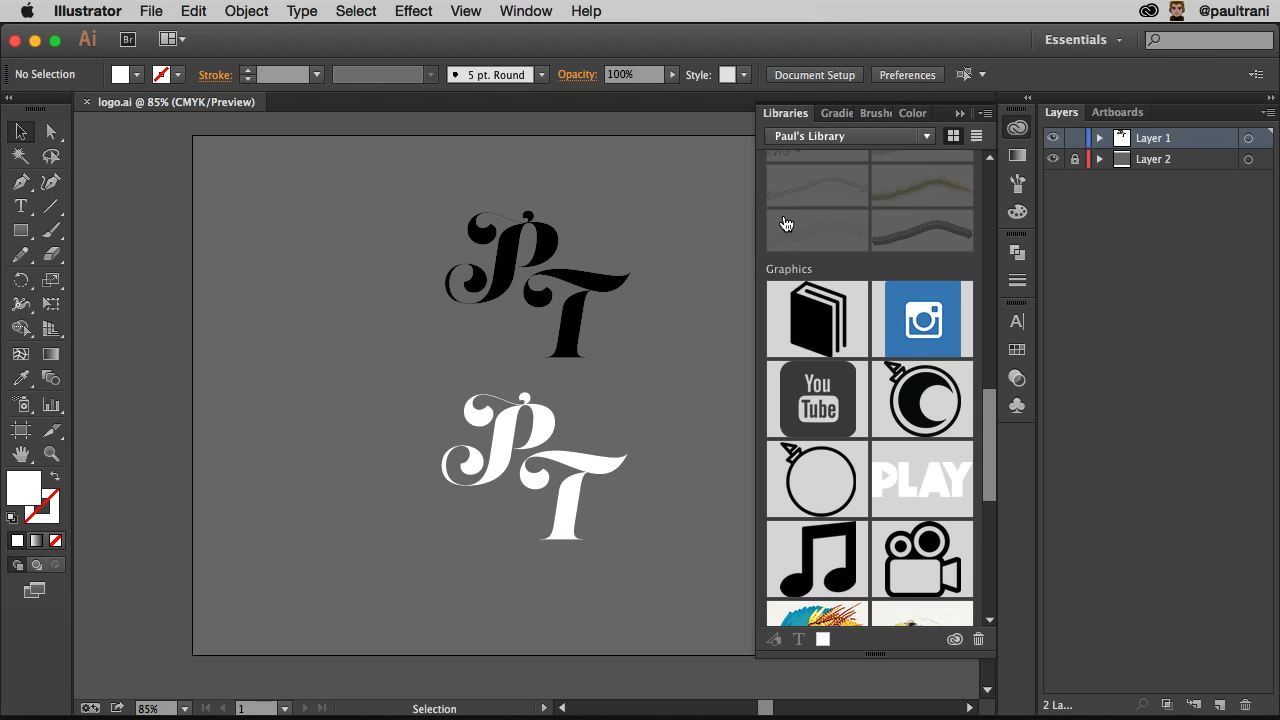 Illustrator File Edit Object Type Select Effect View Window Help @paultrani
Ai Br Essentials
No Selection Stroke: 5 pt. Round Opacity: 100% Style: Document Setup Preferences
× logo.ai @ 85% (CMYK/Preview)
Libraries Gradie Brushe Color
Layers Artboards
Paul's Library
Layer 1
Layer 2
Graphics
PT
You
Tube
PLAY
PT
T
85% 1 Selection
2 La...